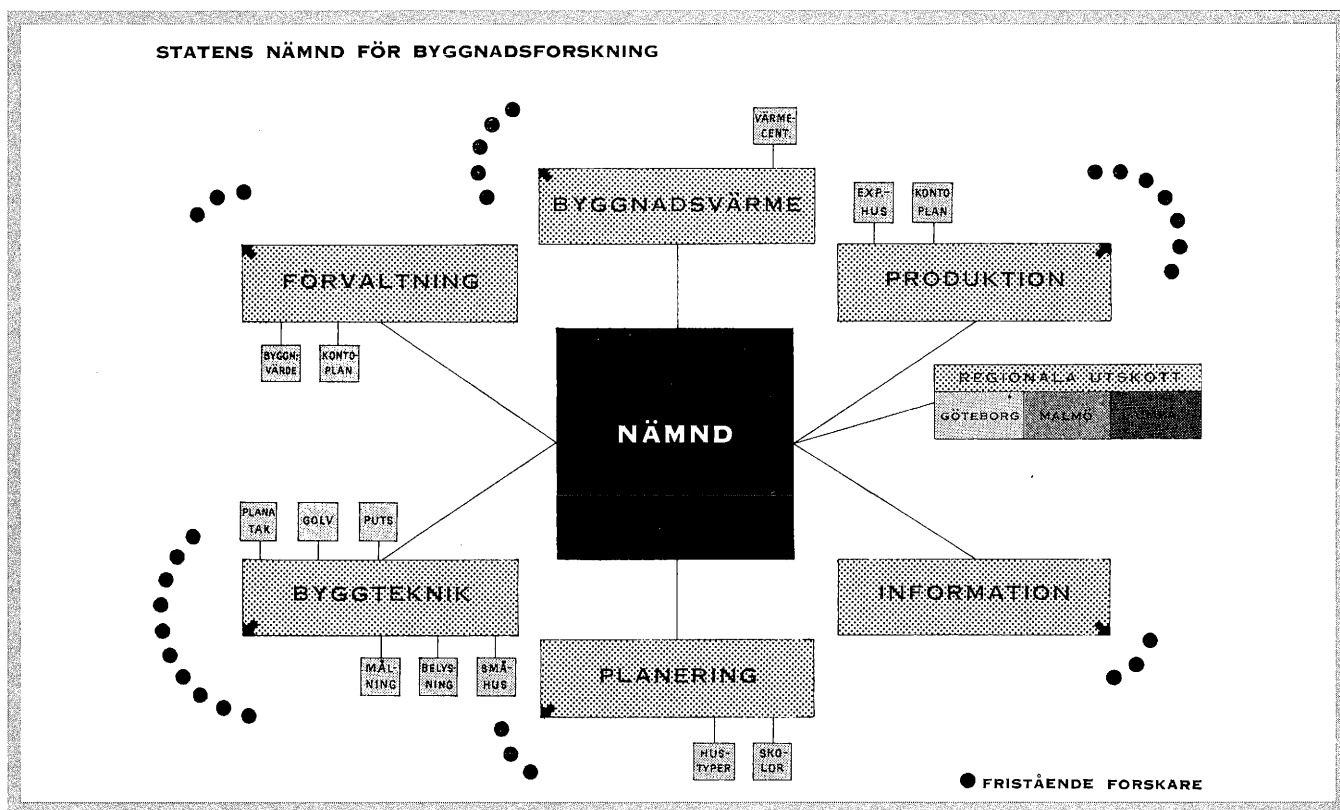 STATENS NÄMND FÖR BYGGNADSFORSKNING
VÄRME-
CENT.
BYGGNADSVÄRME
EXP.-
HUS
KONTO
PLAN
FÖRVALTNING
PRODUKTION
BYGGN:
VÄRDE
KONTO-
PLAN
REGIONALA UTSKOTT
GÖTEBORG
MALMÖ
NÄMND
PLANA
TAK
GOLV
PUTS
BYGGTEKNIK
INFORMATION
MÅL-
NING
BELYS-
NING
SMÅ-
HUS
PLANERING
HUS-
TYPER
SKO-
LOR
FRISTÅENDE FORSKARE